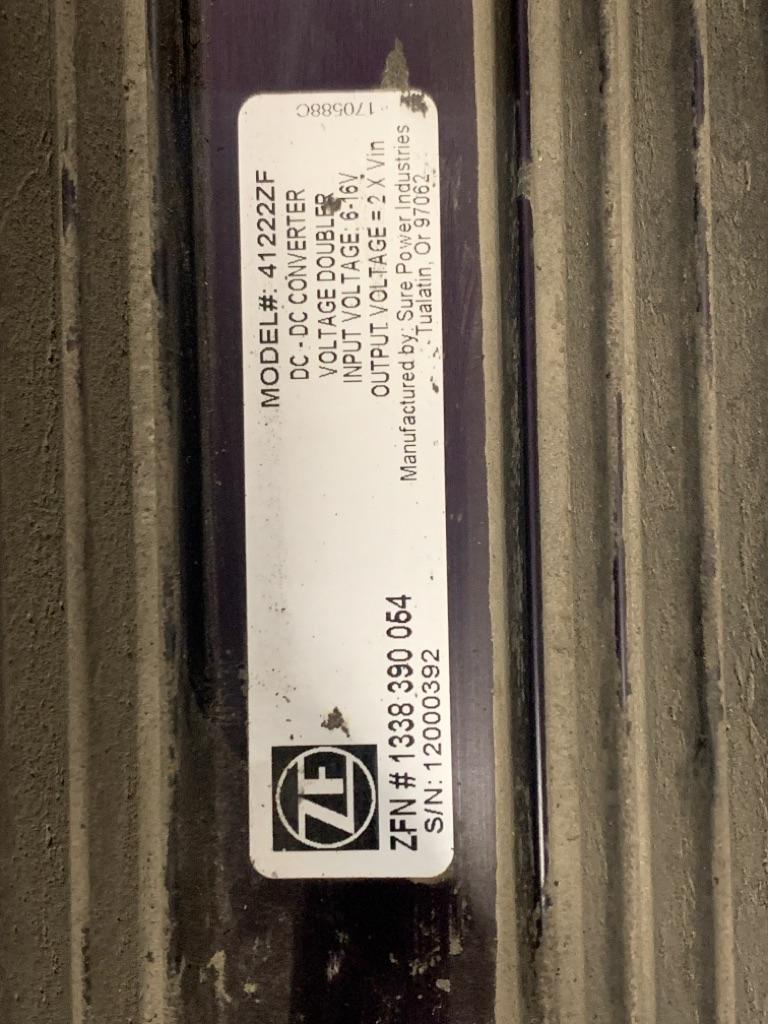 MODEL#: 41222ZF
DC - DC CONVERTER
VOLTAGE DOUBLER
INPUT VOLTAGE: 6-16V
OUTPUT VOLTAGE = 2 X Vin
Manufactured by: Sure Power Industries
Tualatin, Or 97062
ZF
ZFN # 1338 390 054
S/N: 12000392
170588C